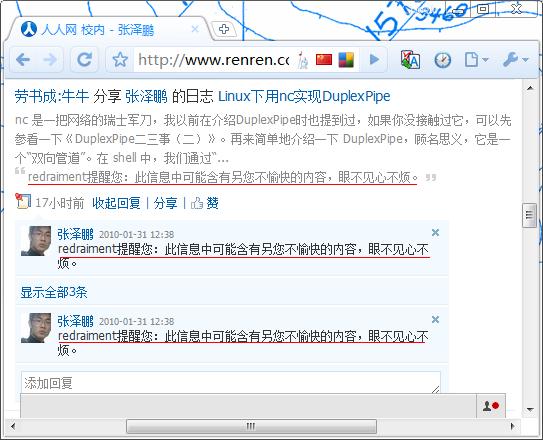 人人网 校内 - 张泽鹏
http://www.renren.cc
劳书成:牛牛 分享 张泽鹏 的日志 Linux下用nc实现DuplexPipe
nc 是一把网络的瑞士军刀，我以前在介绍DuplexPipe时也提到过，如果你没接触过它，可以先
参看一下《DuplexPipe二三事（二）》。再来简单地介绍一下 DuplexPipe，顾名思义，它是一
个“双向管道”。在 shell 中，我们通过“...
“ redraiment提醒您：此信息中可能含有另您不愉快的内容，眼不见心不烦。 ”
17小时前 收起回复 | 分享 | 赞
张泽鹏 2010-01-31 12:38
redraiment提醒您：此信息中可能含有另您不愉快的内容，眼不见心不
烦。
显示全部3条
张泽鹏 2010-01-31 12:38
redraiment提醒您：此信息中可能含有另您不愉快的内容，眼不见心不
烦。
添加回复